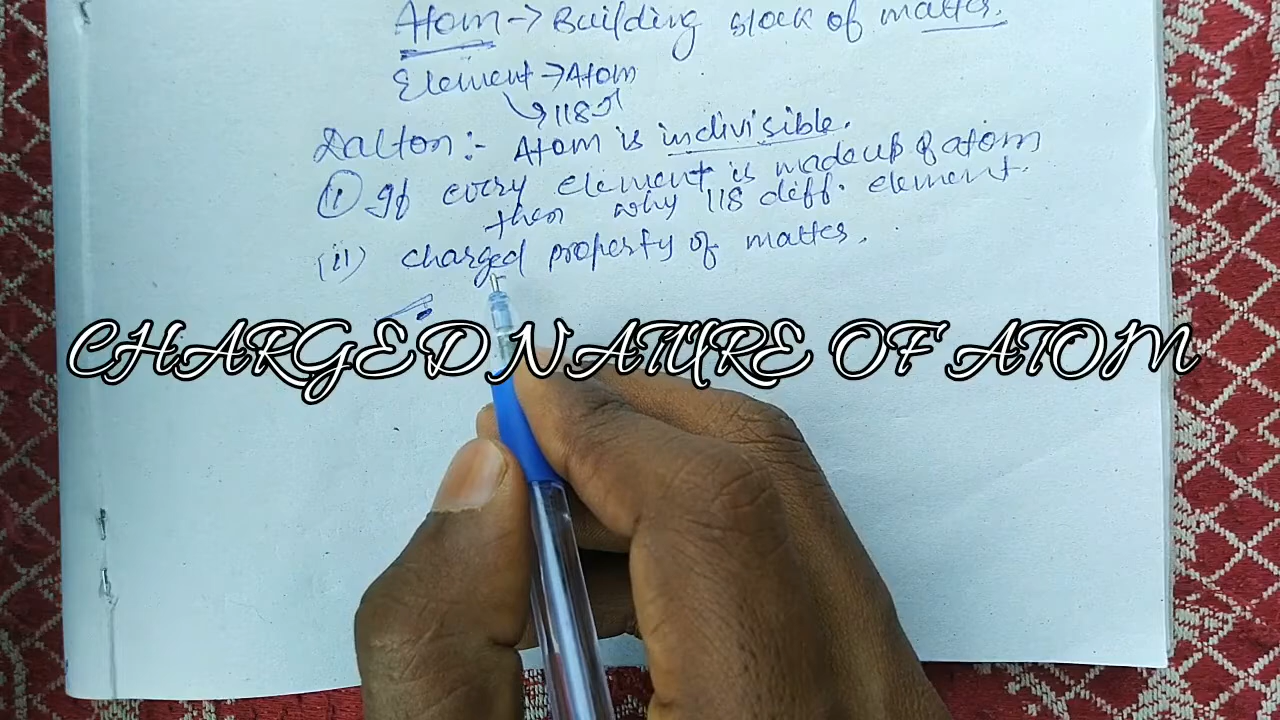 Atom → Building block of matter.
Element → Atom
↳ 118
Dalton :- Atom is indivisible.
(i) If every element is made up of atom
then why 118 diff. element.
(ii) charged property of matter.
CHARGED NATURE OF ATOM